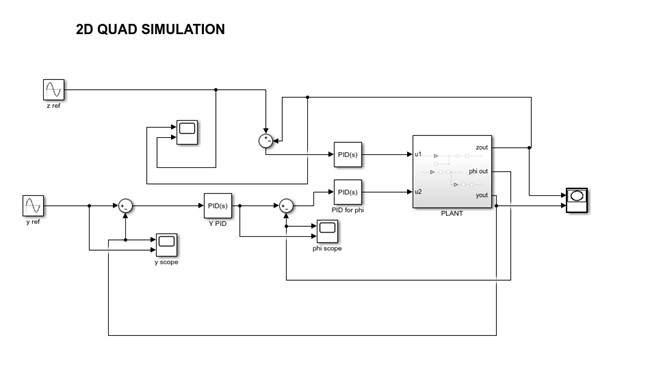 2D QUAD SIMULATION
z ref
zout
PID(s)
u1
phi out
PID(s)
u2
yout
PID for phi
PLANT
y ref
PID(s)
Y PID
phi scope
y scope